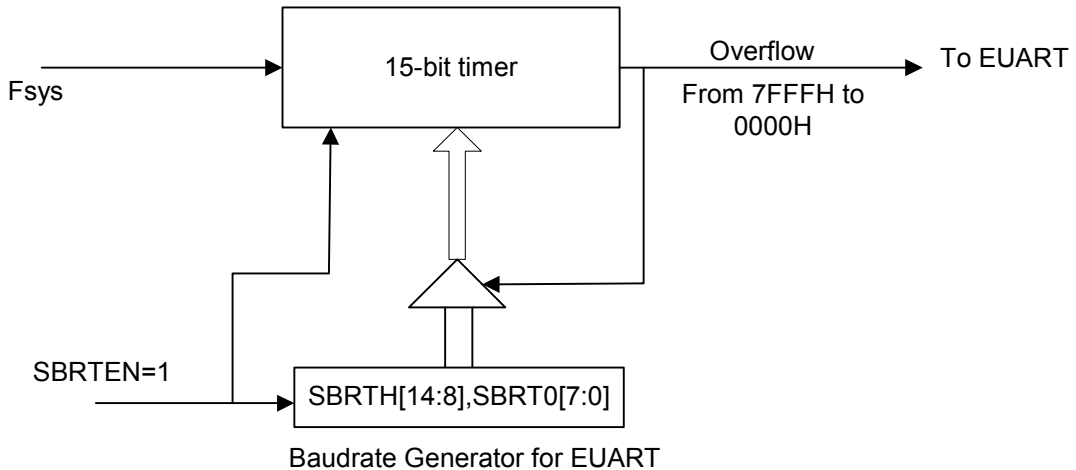 15-bit timer
Overflow
To EUART
Fsys
From 7FFFH to
0000H
SBRTEN=1
SBRTH[14:8],SBRT0[7:0]
Baudrate Generator for EUART